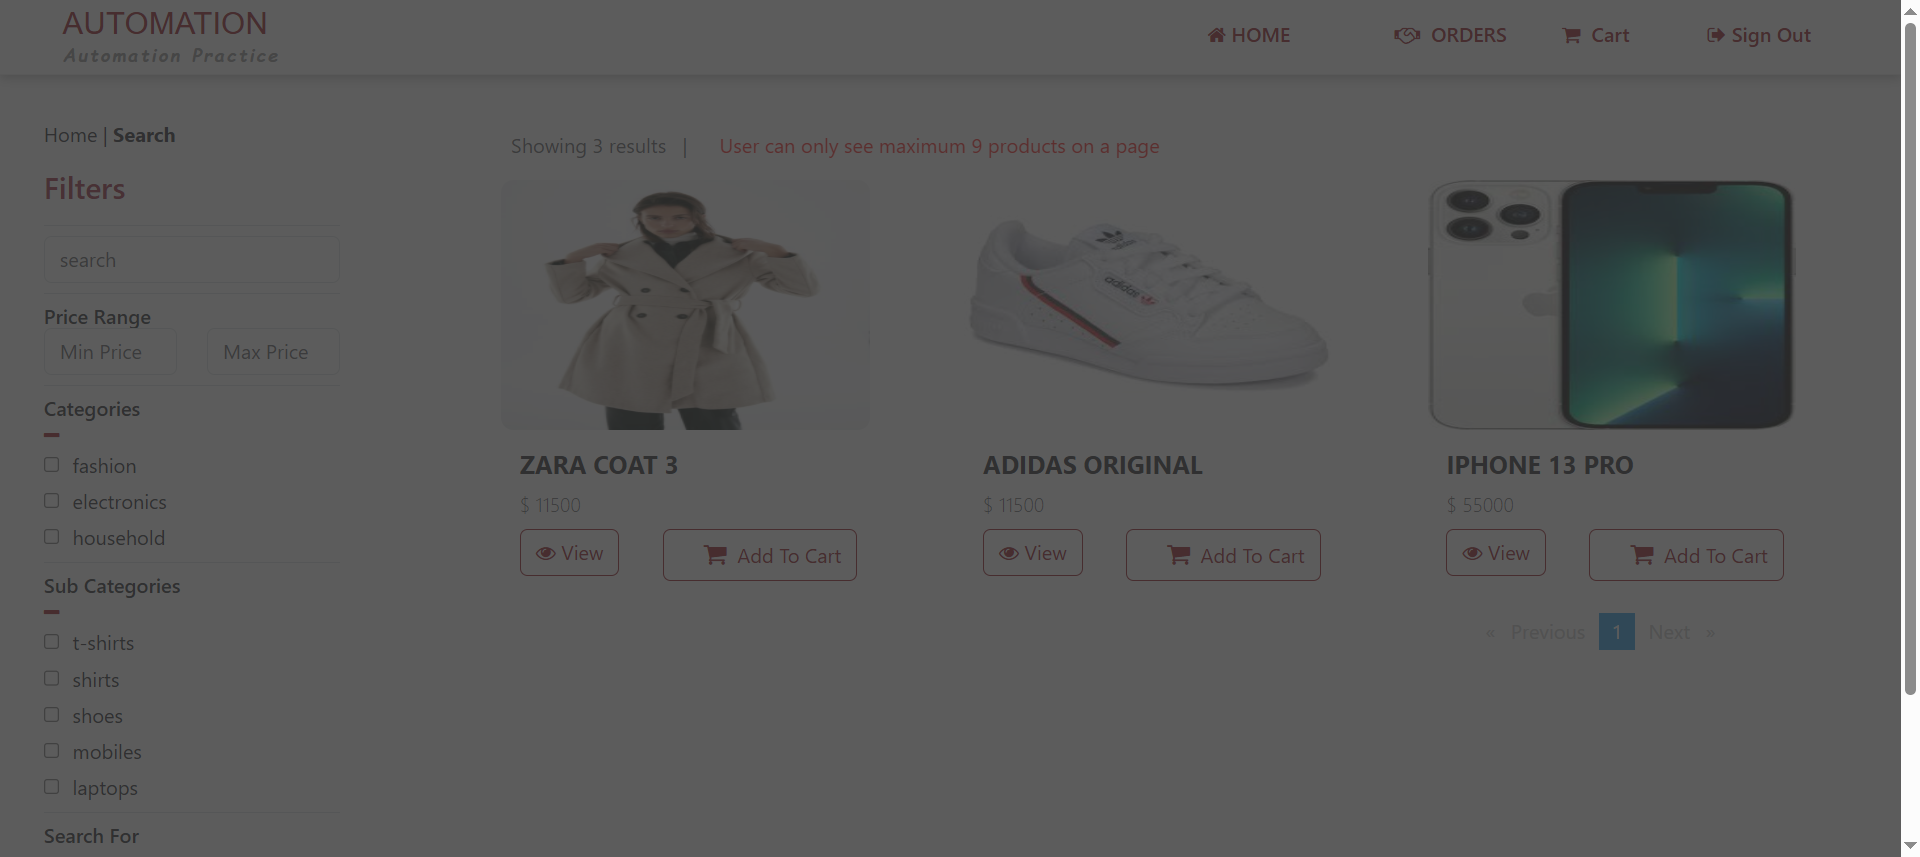 AUTOMATION
Automation Practice
HOME
ORDERS
Cart
Sign Out
Home | Search
Showing 3 results |
User can only see maximum 9 products on a page
Filters
search
Price Range
Min Price
Max Price
Categories
fashion
electronics
household
Sub Categories
t-shirts
shirts
shoes
mobiles
laptops
Search For
adidas
ZARA COAT 3
$ 11500
View
Add To Cart
ADIDAS ORIGINAL
$ 11500
View
Add To Cart
IPHONE 13 PRO
$ 55000
View
Add To Cart
« Previous 1 Next »